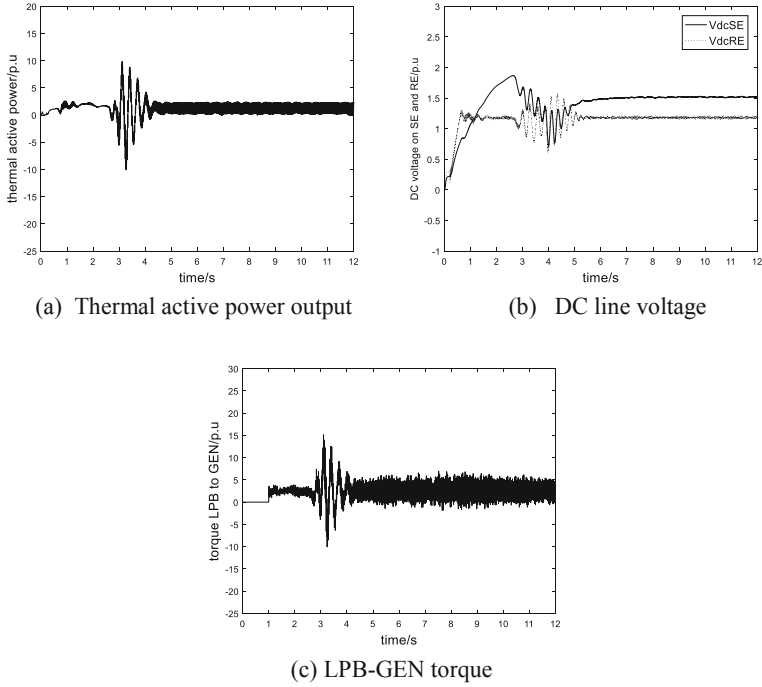 20
15
10
5
0
-5
-10
-15
-20
-25
thermal active power/p.u
0 1 2 3 4 5 6 7 8 9 10 11 12
time/s
(a) Thermal active power output
3
2.5
2
1.5
1
0.5
0
-0.5
-1
DC voltage on SE and RE/p.u
VdcSE
VdcRE
0 1 2 3 4 5 6 7 8 9 10 11 12
time/s
(b) DC line voltage
30
25
20
15
10
5
0
-5
-10
-15
-20
-25
torque LPB to GEN/p.u
0 1 2 3 4 5 6 7 8 9 10 11 12
time/s
(c) LPB-GEN torque